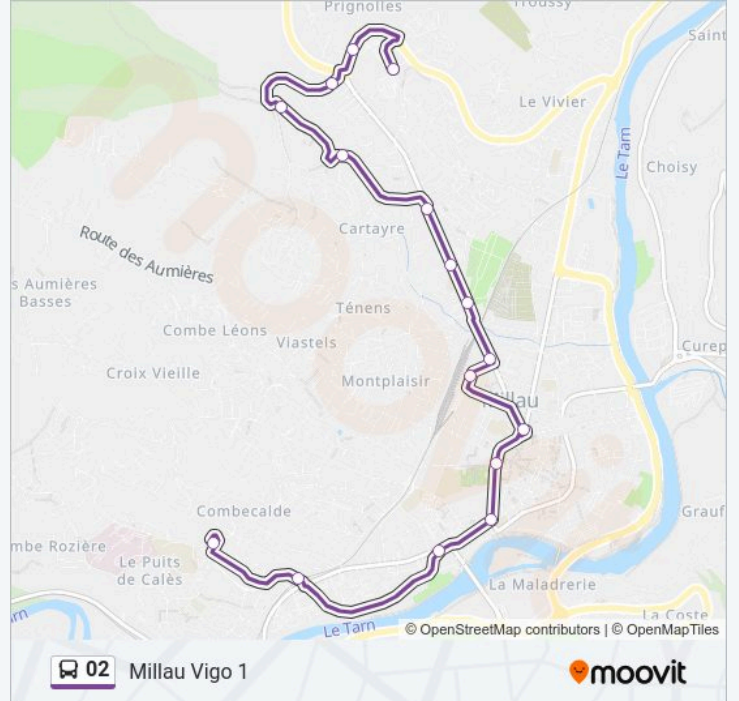 Prignolles
Troussy
Saint
Le Vivier
Le Tarn
Choisy
Cartayre
Route des Aumières
s Aumières
Basses
Ténens
Combe Léons
Viastels
Curep
Croix Vieille
Montplaisir
Millau
Combecalde
Grauf
mbe Rozière
Le Puits
de Calès
La Maladrerie
La Coste
arn
Le Tarn
© OpenStreetMap contributors | © OpenMapTiles
02 Millau Vigo 1
moovit